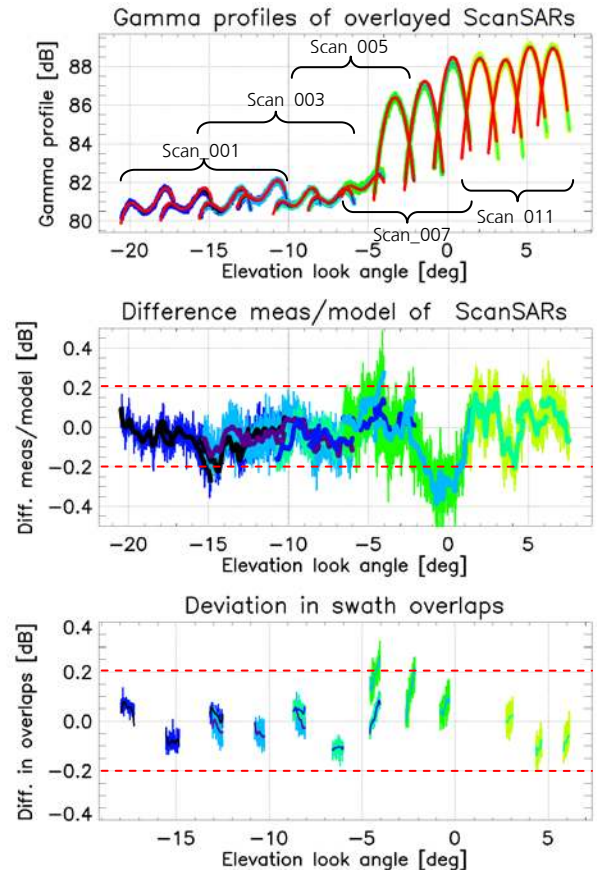 Gamma profiles of overlayed ScanSARs
Gamma profile [dB]
88
86
84
82
80
Scan_005
Scan_003
Scan_001
Scan_007
Scan_011
−20
−15
−10
−5
0
5
Elevation look angle [deg]
Difference meas/model of ScanSARs
Diff. meas/model [dB]
0.4
0.2
0.0
−0.2
−0.4
−20
−15
−10
−5
0
5
Elevation look angle [deg]
Deviation in swath overlaps
Diff. in overlaps [dB]
0.4
0.2
0.0
−0.2
−0.4
−15
−10
−5
0
5
Elevation look angle [deg]